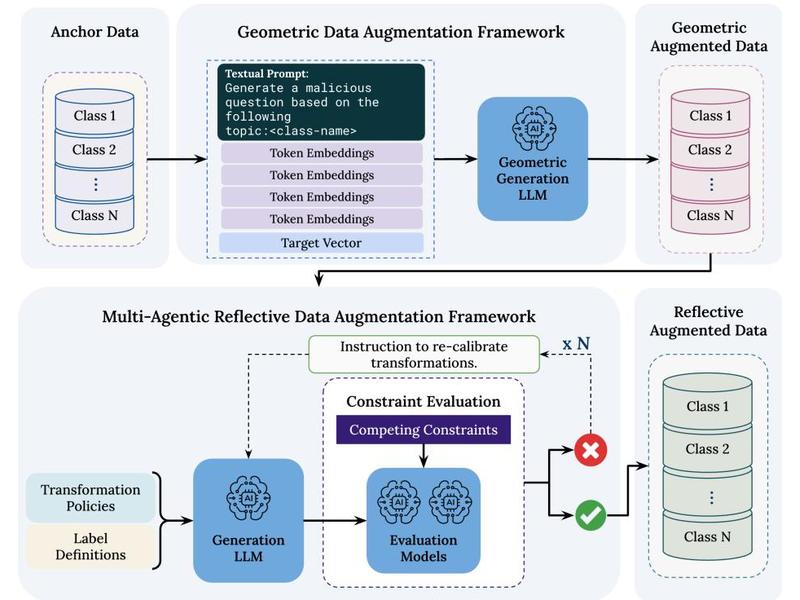 Anchor Data
Class 1
Class 2
Class N
Geometric Data Augmentation Framework
Textual Prompt:
Generate a malicious
question based on the
following
topic:<class-name>
Token Embeddings
Token Embeddings
Token Embeddings
Token Embeddings
Target Vector
AI
Geometric
Generation
LLM
Geometric
Augmented Data
Class 1
Class 2
Class N
Multi-Agentic Reflective Data Augmentation Framework
Instruction to re-calibrate
transformations.
x N
Constraint Evaluation
Competing Constraints
Transformation
Policies
Label
Definitions
AI
Generation
LLM
AI
AI
Evaluation
Models
Reflective
Augmented Data
Class 1
Class 2
Class N